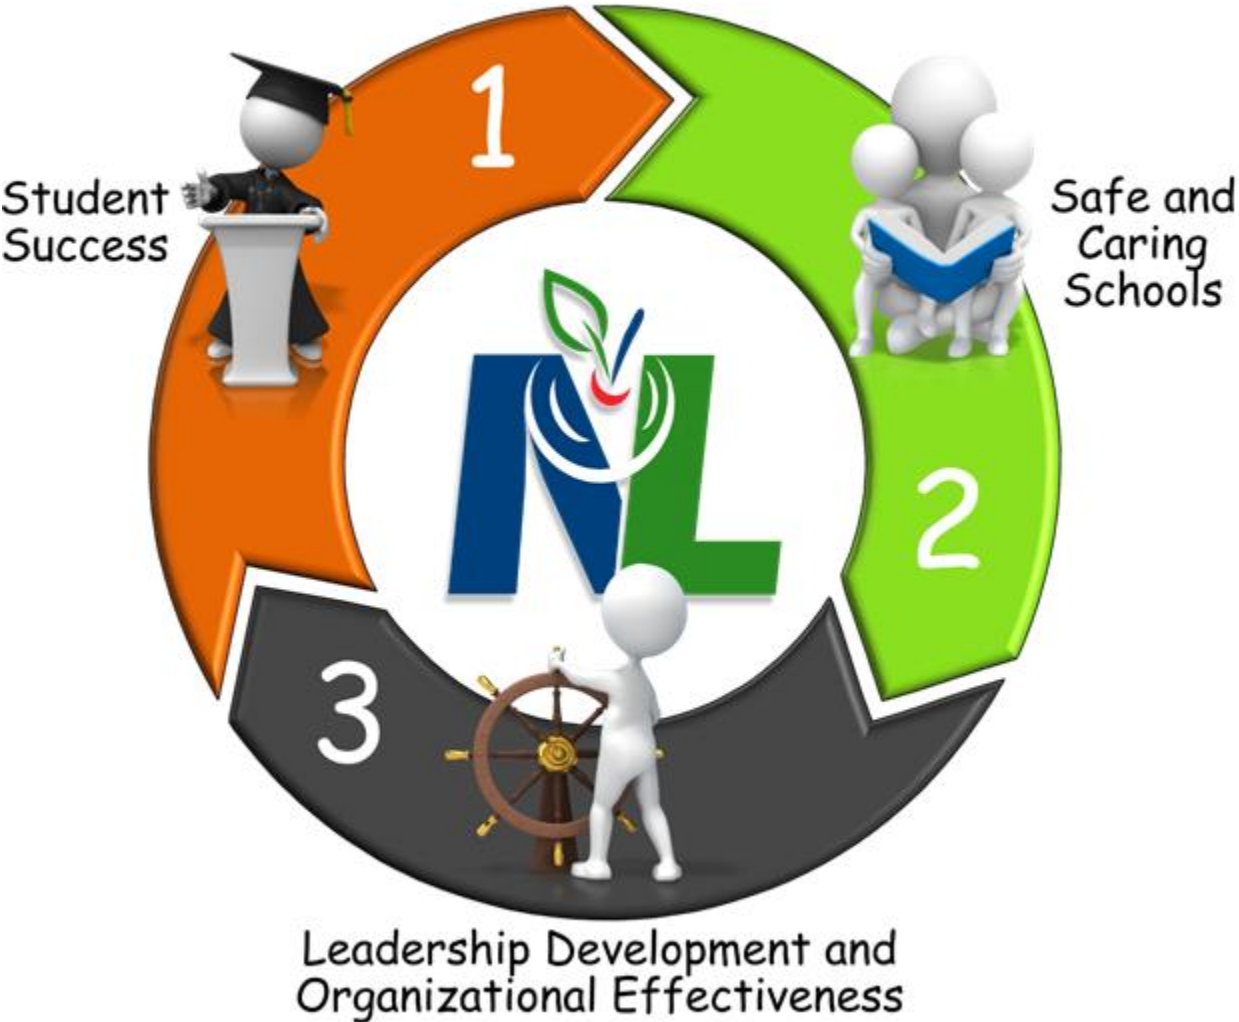 1
Student
Success
Safe and
Caring
Schools
NL
2
3
Leadership Development and
Organizational Effectiveness